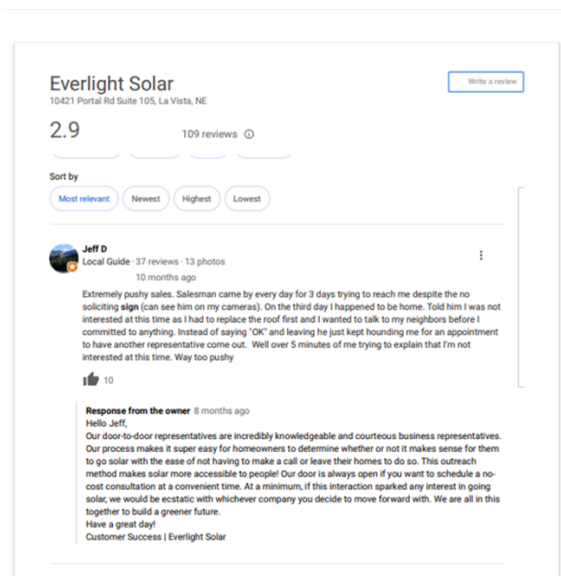 Everlight Solar
Write a review
10421 Portal Rd Suite 105, La Vista, NE
2.9 109 reviews
Sort by
Most relevant Newest Highest Lowest
Jeff D
Local Guide · 37 reviews · 13 photos
10 months ago
Extremely pushy sales. Salesman came by every day for 3 days trying to reach me despite the no
soliciting sign (can see him on my cameras). On the third day I happened to be home. Told him I was not
interested at this time as I had to replace the roof first and I wanted to talk to my neighbors before I
committed to anything. Instead of saying "OK" and leaving he just kept hounding me for an appointment
to have another representative come out.  Well over 5 minutes of me trying to explain that I'm not
interested at this time. Way too pushy
10
Response from the owner 8 months ago
Hello Jeff,
Our door-to-door representatives are incredibly knowledgeable and courteous business representatives.
Our process makes it super easy for homeowners to determine whether or not it makes sense for them
to go solar with the ease of not having to make a call or leave their homes to do so. This outreach
method makes solar more accessible to people! Our door is always open if you want to schedule a no-
cost consultation at a convenient time. At a minimum, if this interaction sparked any interest in going
solar, we would be ecstatic with whichever company you decide to move forward with. We are all in this
together to build a greener future.
Have a great day!
Customer Success | Everlight Solar